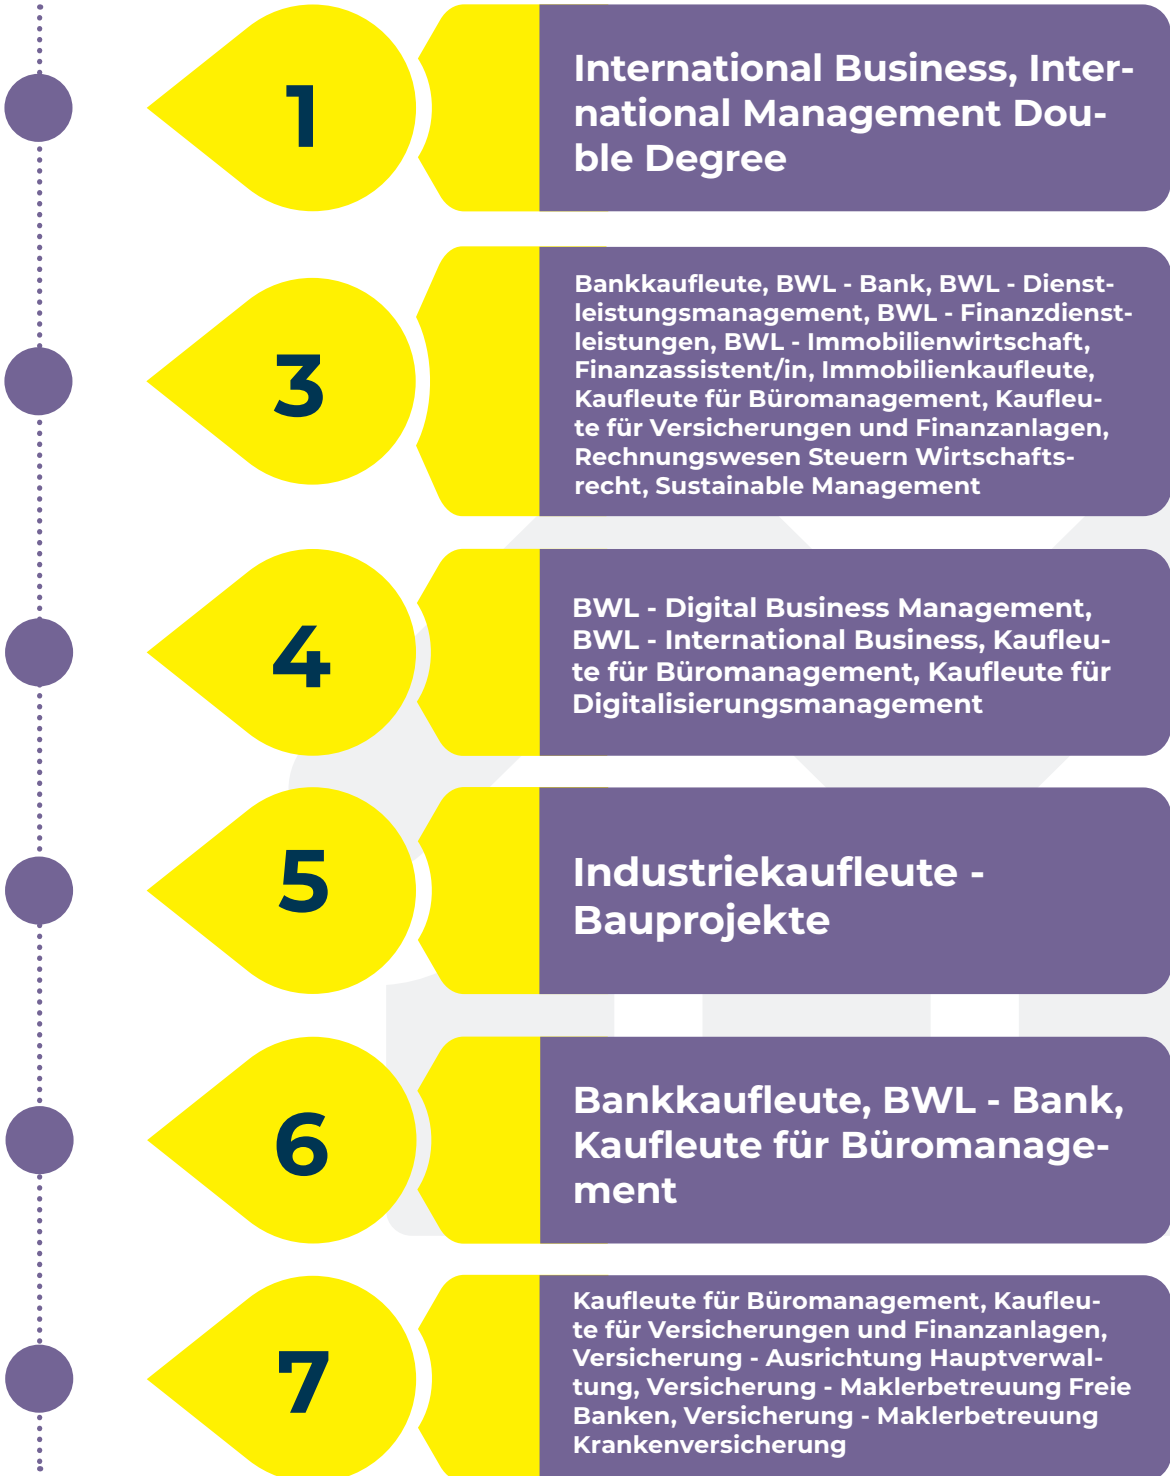 1
International Business, Inter-
national Management Dou-
ble Degree
3
Bankkaufleute, BWL - Bank, BWL - Dienst-
leistungsmanagement, BWL - Finanzdienst-
leistungen, BWL - Immobilienwirtschaft,
Finanzassistent/in, Immobilienkaufleute,
Kaufleute für Büromanagement, Kaufleu-
te für Versicherungen und Finanzanlagen,
Rechnungswesen Steuern Wirtschafts-
recht, Sustainable Management
4
BWL - Digital Business Management,
BWL - International Business, Kaufleu-
te für Büromanagement, Kaufleute für
Digitalisierungsmanagement
5
Industriekaufleute -
Bauprojekte
6
Bankkaufleute, BWL - Bank,
Kaufleute für Büromanage-
ment
7
Kaufleute für Büromanagement, Kaufleu-
te für Versicherungen und Finanzanlagen,
Versicherung - Ausrichtung Hauptverwal-
tung, Versicherung - Maklerbetreuung Freie
Banken, Versicherung - Maklerbetreuung
Krankenversicherung